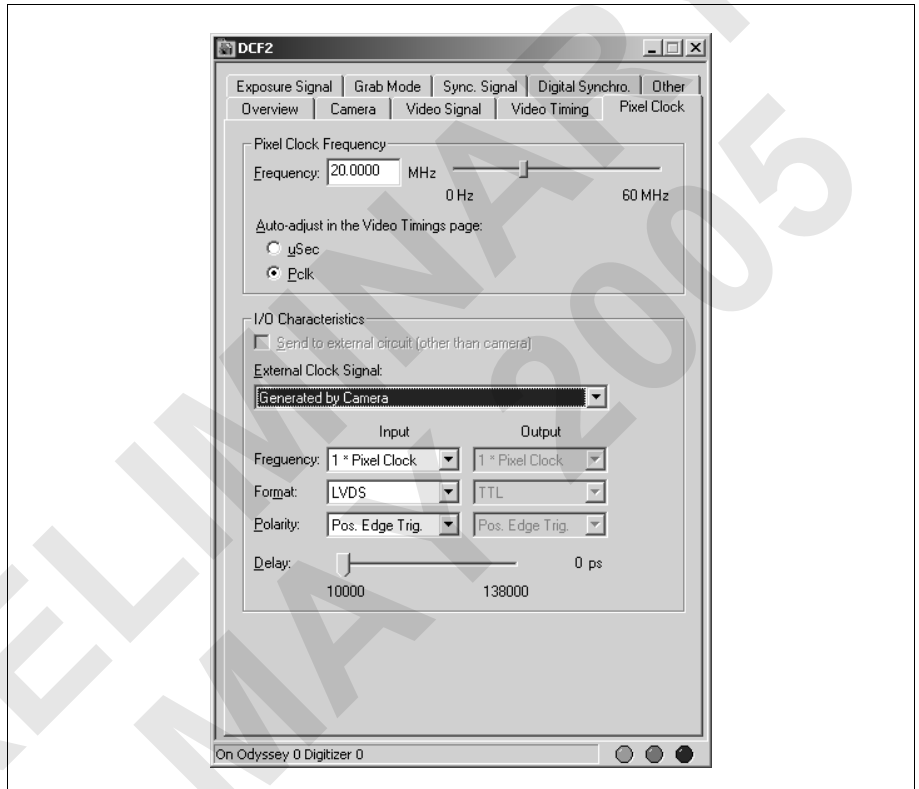 DCF2
Exposure Signal Grab Mode Sync. Signal Digital Synchro. Other
Overview Camera Video Signal Video Timing Pixel Clock
Pixel Clock Frequency
Frequency: 20.0000 MHz
0 Hz 60 MHz
Auto-adjust in the Video Timings page:
uSec
Pclk
I/O Characteristics
Send to external circuit (other than camera)
External Clock Signal:
Generated by Camera
Input Output
Frequency: 1 * Pixel Clock 1 * Pixel Clock
Format: LVDS TTL
Polarity: Pos. Edge Trig. Pos. Edge Trig.
Delay: 0 ps
10000 138000
On Odyssey 0 Digitizer 0
PRELIMINARY
MAY 2005